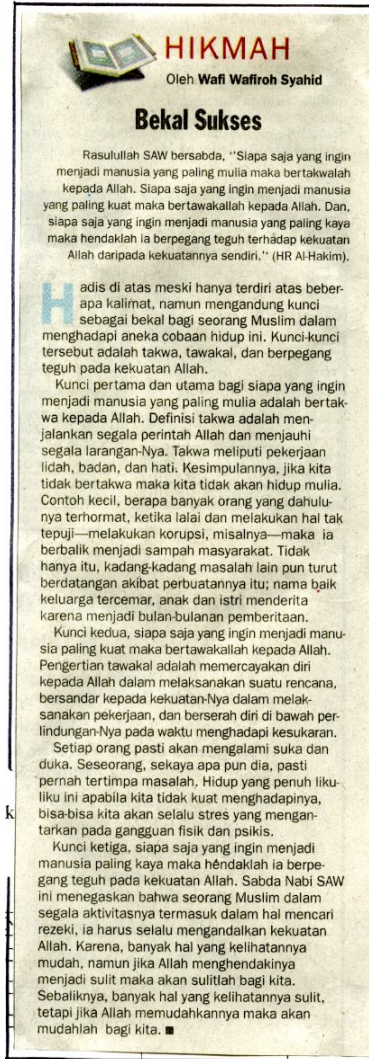 HIKMAH
Oleh Wafi Wafiroh Syahid
Bekal Sukses
Rasulullah SAW bersabda, ''Siapa saja yang ingin
menjadi manusia yang paling mulia maka bertakwalah
kepada Allah. Siapa saja yang ingin menjadi manusia
yang paling kuat maka bertawakallah kepada Allah. Dan,
siapa saja yang ingin menjadi manusia yang paling kaya
maka hendaklah ia berpegang teguh terhadap kekuatan
Allah daripada kekuatannya sendiri.'' (HR Al-Hakim).
Hadis di atas meski hanya terdiri atas beber-
apa kalimat, namun mengandung kunci
sebagai bekal bagi seorang Muslim dalam
menghadapi aneka cobaan hidup ini. Kunci-kunci
tersebut adalah takwa, tawakal, dan berpegang
teguh pada kekuatan Allah.
Kunci pertama dan utama bagi siapa yang ingin
menjadi manusia yang paling mulia adalah bertak-
wa kepada Allah. Definisi takwa adalah men-
jalankan segala perintah Allah dan menjauhi
segala larangan-Nya. Takwa meliputi pekerjaan
lidah, badan, dan hati. Kesimpulannya, jika kita
tidak bertakwa maka kita tidak akan hidup mulia.
Contoh kecil, berapa banyak orang yang dahulu-
nya terhormat, ketika lalai dan melakukan hal tak
tepuji—melakukan korupsi, misalnya—maka ia
berbalik menjadi sampah masyarakat. Tidak
hanya itu, kadang-kadang masalah lain pun turut
berdatangan akibat perbuatannya itu; nama baik
keluarga tercemar, anak dan istri menderita
karena menjadi bulan-bulanan pemberitaan.
Kunci kedua, siapa saja yang ingin menjadi manu-
sia paling kuat maka bertawakallah kepada Allah.
Pengertian tawakal adalah memercayakan diri
kepada Allah dalam melaksanakan suatu rencana,
bersandar kepada kekuatan-Nya dalam melak-
sanakan pekerjaan, dan berserah diri di bawah per-
lindungan-Nya pada waktu menghadapi kesukaran.
Setiap orang pasti akan mengalami suka dan
duka. Seseorang, sekaya apa pun dia, pasti
pernah tertimpa masalah. Hidup yang penuh liku-
liku ini apabila kita tidak kuat menghadapinya,
bisa-bisa kita akan selalu stres yang mengan-
tarkan pada gangguan fisik dan psikis.
Kunci ketiga, siapa saja yang ingin menjadi
manusia paling kaya maka hendaklah ia berpe-
gang teguh pada kekuatan Allah. Sabda Nabi SAW
ini menegaskan bahwa seorang Muslim dalam
segala aktivitasnya termasuk dalam hal mencari
rezeki, ia harus selalu mengandalkan kekuatan
Allah. Karena, banyak hal yang kelihatannya
mudah, namun jika Allah menghendakinya
menjadi sulit maka akan sulitlah bagi kita.
Sebaliknya, banyak hal yang kelihatannya sulit,
tetapi jika Allah memudahkannya maka akan
mudahlah bagi kita. ■
k